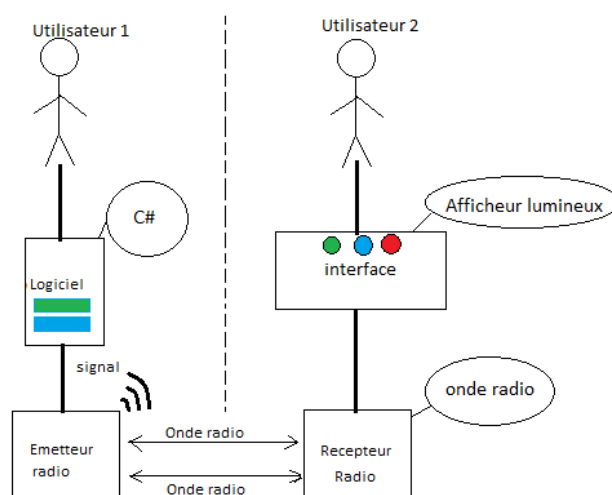 Utilisateur 1
Utilisateur 2
C#
Afficheur lumineux
Logiciel
interface
signal
onde radio
Onde radio
Emetteur
radio
Recepteur
Radio
Onde radio